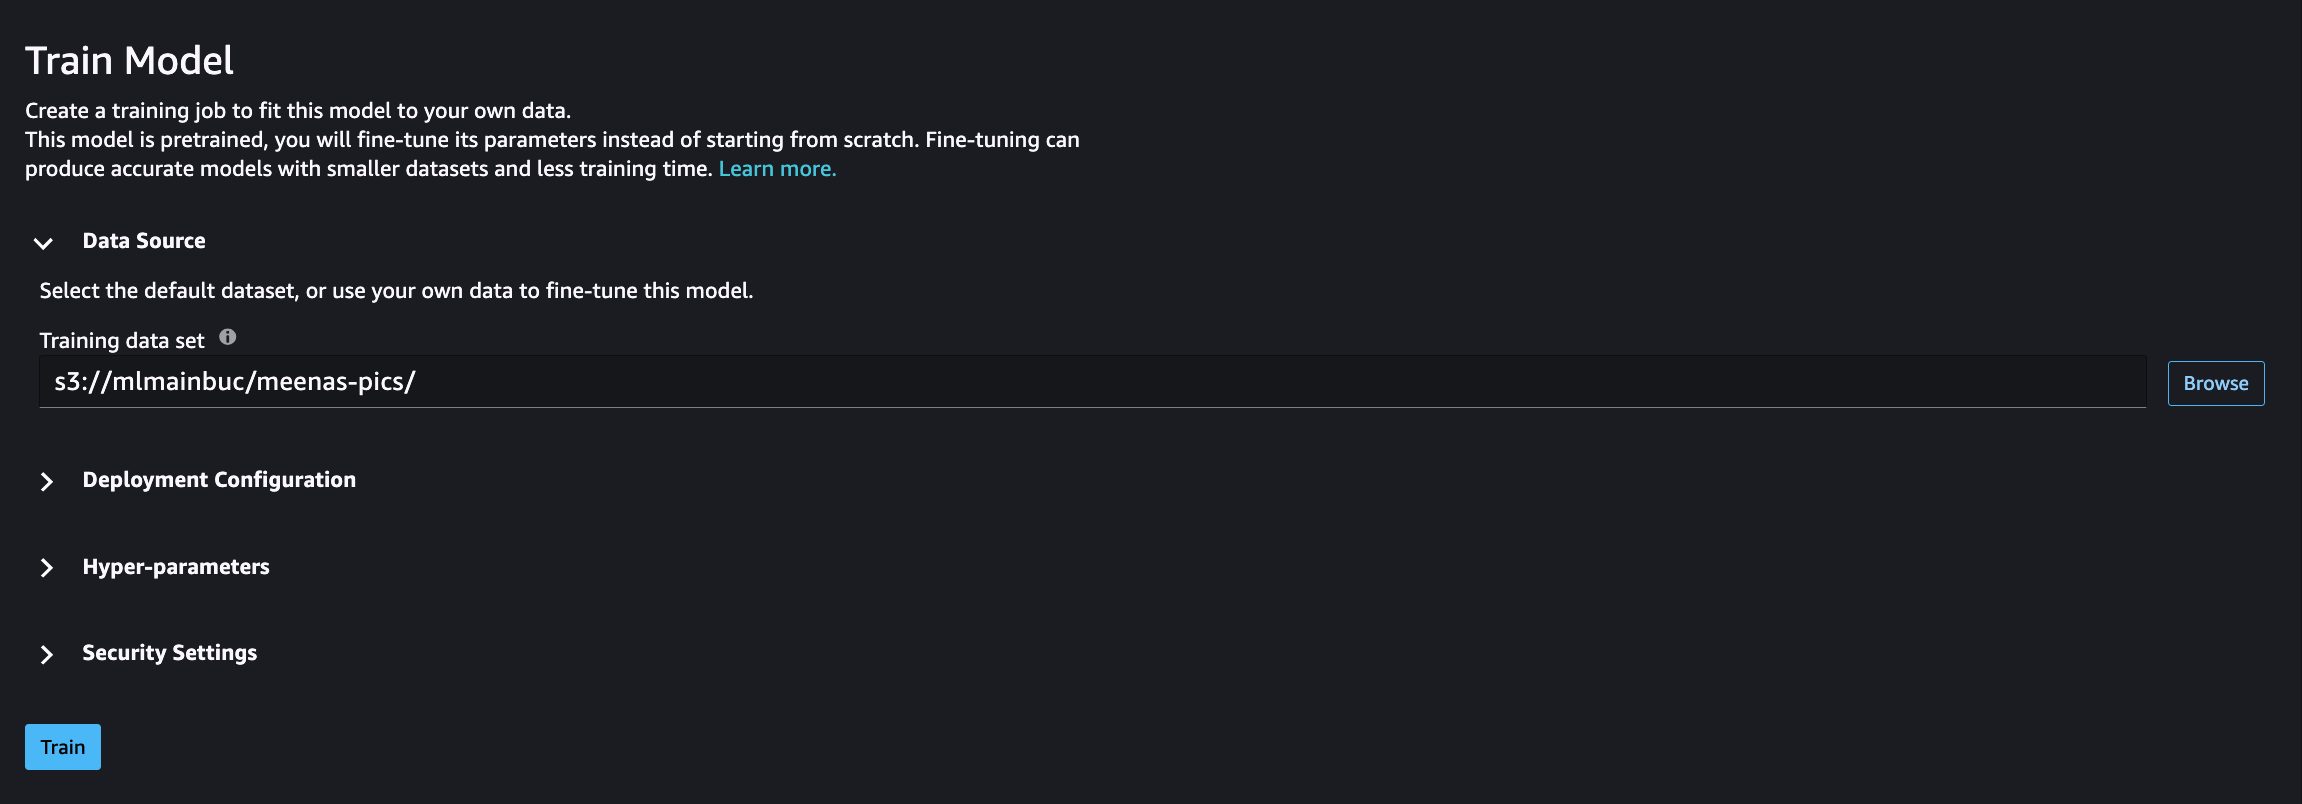 Train Model
Create a training job to fit this model to your own data.
This model is pretrained, you will fine-tune its parameters instead of starting from scratch. Fine-tuning can
produce accurate models with smaller datasets and less training time. Learn more.
Data Source
Select the default dataset, or use your own data to fine-tune this model.
Training data set
s3://mlmainbuc/meenas-pics/
Browse
Deployment Configuration
Hyper-parameters
Security Settings
Train